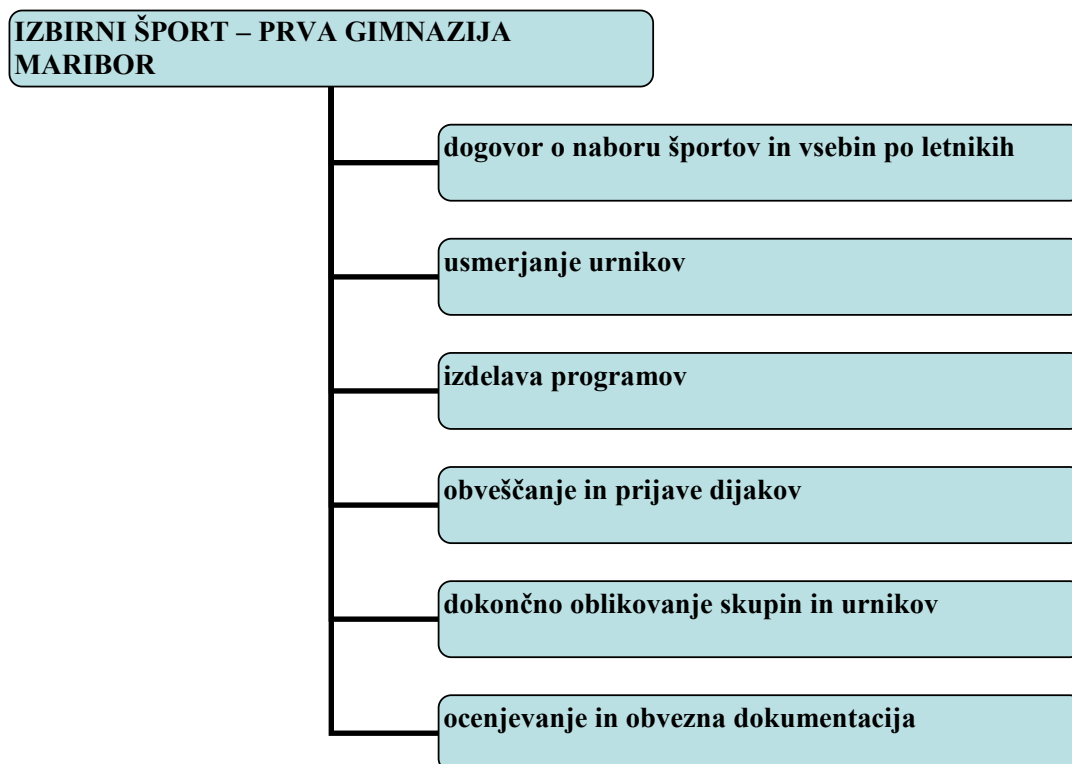 IZBIRNI ŠPORT – PRVA GIMNAZIJA
MARIBOR
dogovor o naboru športov in vsebin po letnikih
usmerjanje urnikov
izdelava programov
obveščanje in prijave dijakov
dokončno oblikovanje skupin in urnikov
ocenjevanje in obvezna dokumentacija